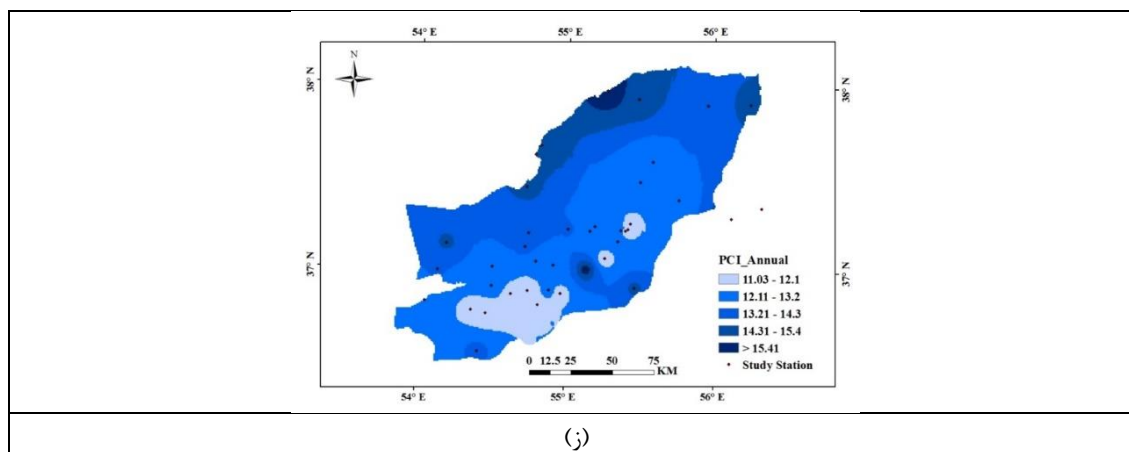 54° E 55° E 56° E
N
38° N 38° N
37° N 37° N
PCI_Annual
11.03 - 12.1
12.11 - 13.2
13.21 - 14.3
14.31 - 15.4
> 15.41
Study Station
0 12.5 25 50 75
KM
54° E 55° E 56° E
(ز)